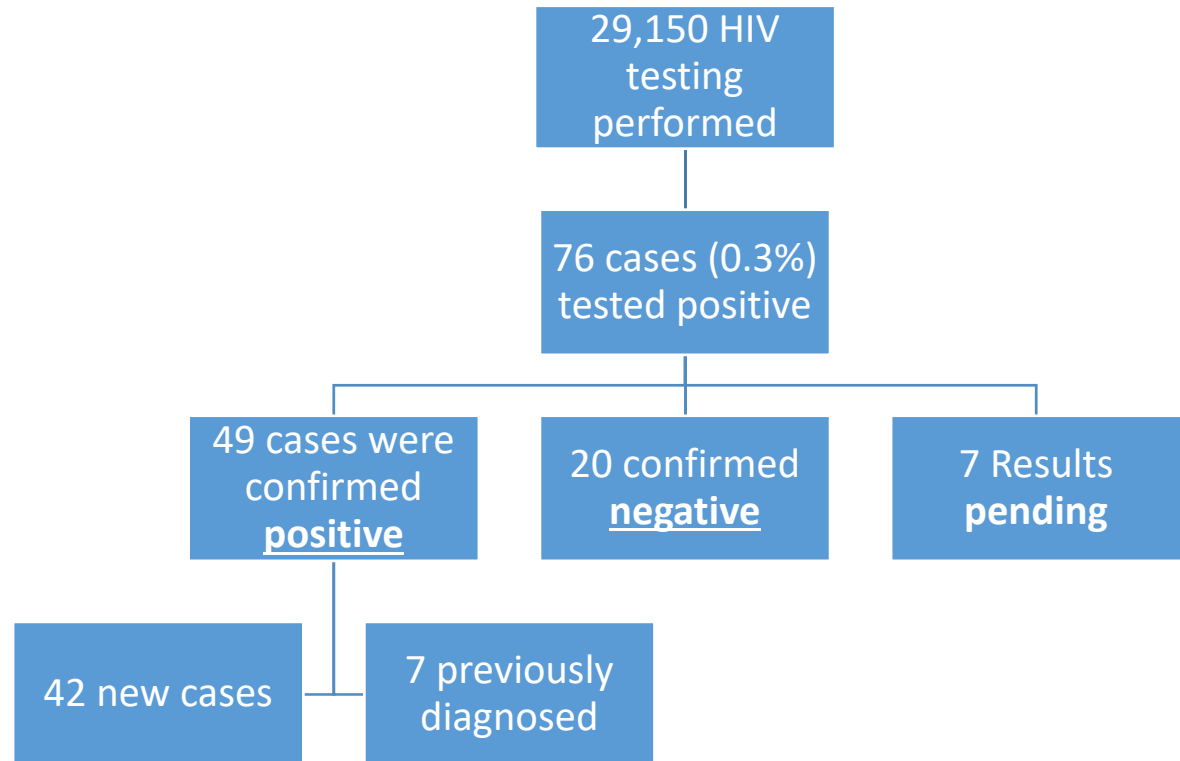 29,150 HIV
testing
performed
76 cases (0.3%)
tested positive
49 cases were
confirmed
positive
20 confirmed
negative
7 Results
pending
42 new cases
7 previously
diagnosed